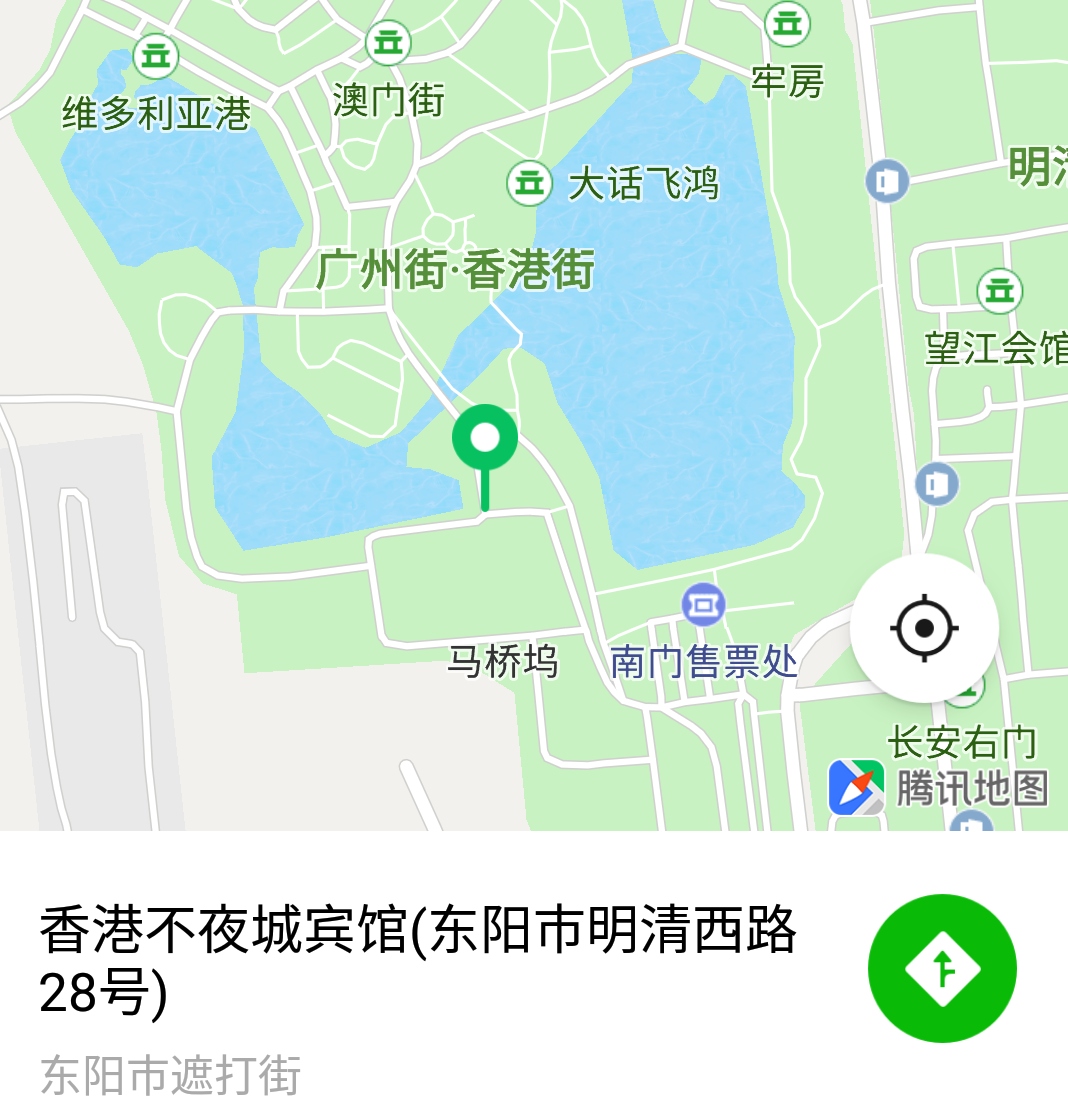 牢房
维多利亚港
澳门街
明
大话飞鸿
广州街·香港街
望江会馆
马桥坞
南门售票处
长安右门
腾讯地图
香港不夜城宾馆(东阳市明清西路
28号)
东阳市遮打街